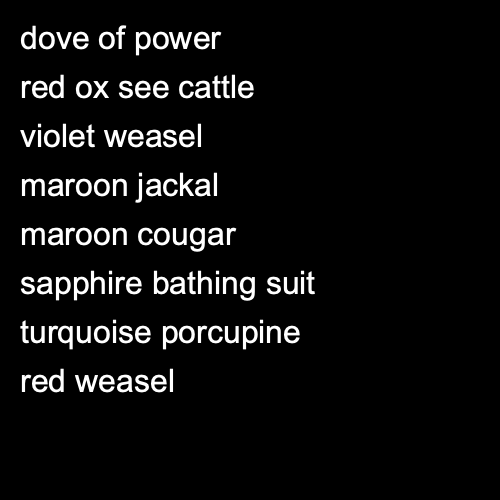 dove of power
red ox see cattle
violet weasel
maroon jackal
maroon cougar
sapphire bathing suit
turquoise porcupine
red weasel